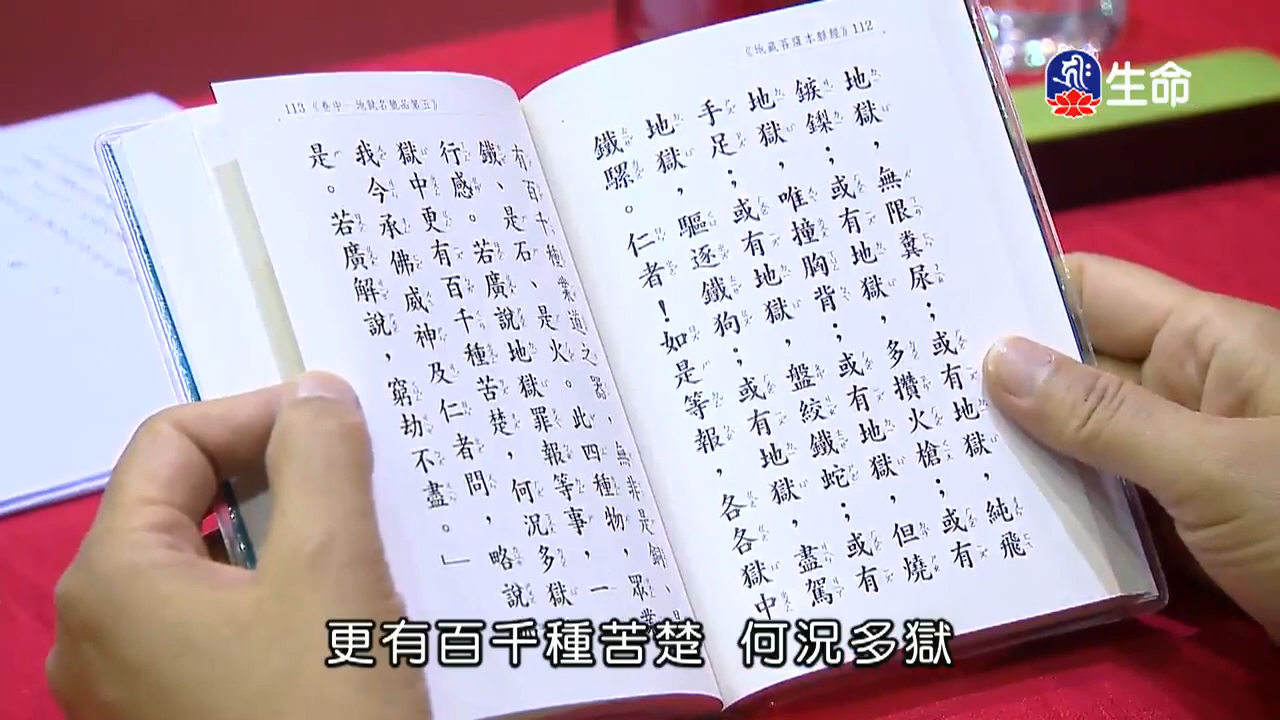 《地藏菩薩本願經》112
地獄，無限糞尿；或有地獄，純飛
鏃鏫；或有地獄，多攢火槍；或有
地獄，唯撞胸背；或有地獄，但燒
手足；或有地獄，盤絞鐵蛇；或有
地獄，驅逐鐵狗；或有地獄，盡駕
鐵騾。仁者！如是等報，各各獄中
113《卷中—地獄名號品第五》
有百千種業道之器，無非是銅、是
鐵、是石、是火。此四種物，眾業
行感。若廣說地獄罪報等事，一
獄中更有百千種苦楚，何況多獄
我今承佛威神及仁者問，略說
是。若廣解說，窮劫不盡。」
生命
更有百千種苦楚 何況多獄